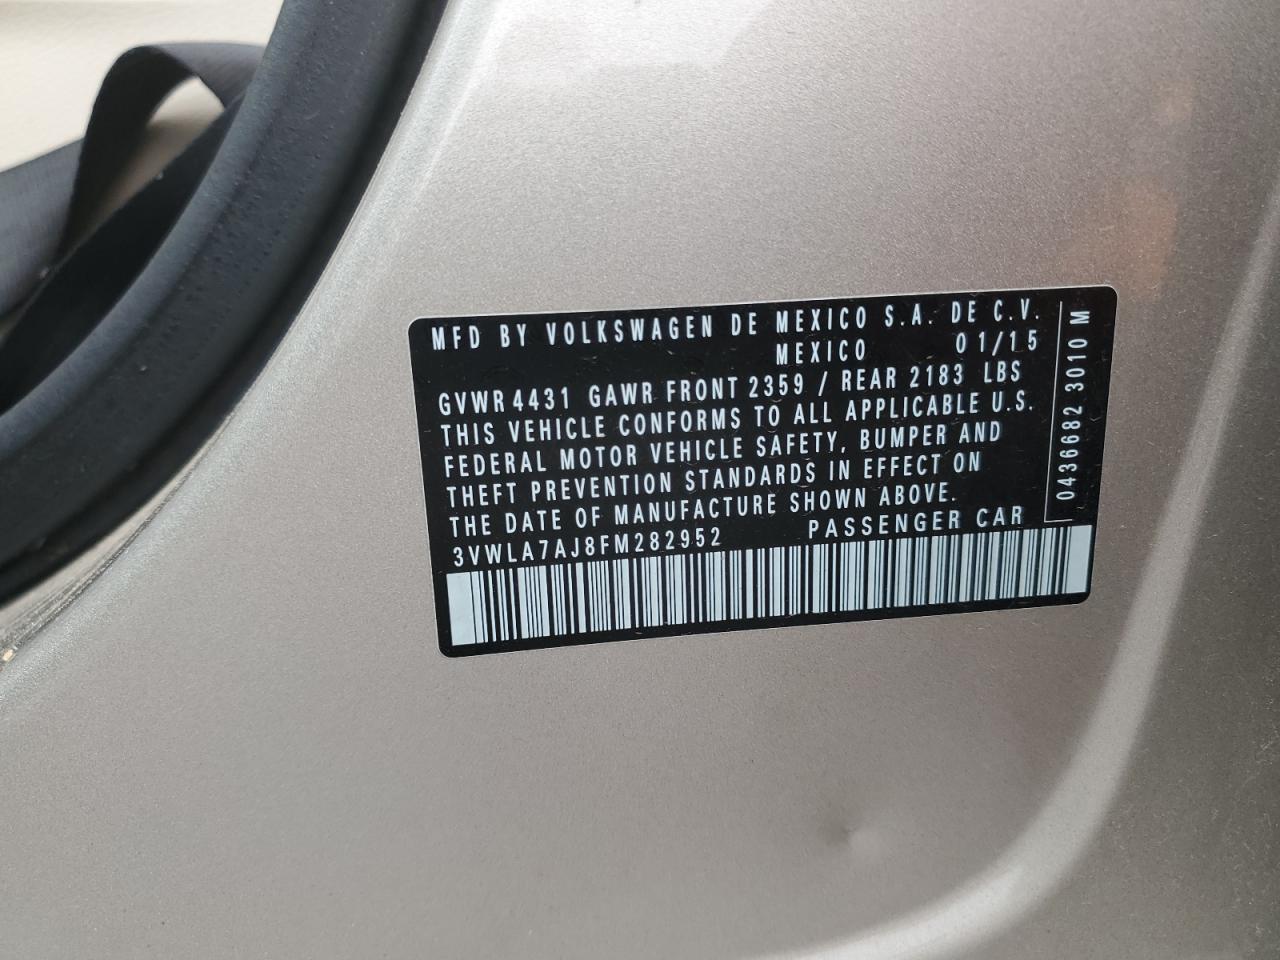 MFD BY VOLKSWAGEN DE MEXICO S.A. DE C.V.
MEXICO 01/15
GVWR 4431 GAWR FRONT 2359 / REAR 2183 LBS
THIS VEHICLE CONFORMS TO ALL APPLICABLE U.S.
FEDERAL MOTOR VEHICLE SAFETY, BUMPER AND
THEFT PREVENTION STANDARDS IN EFFECT ON
THE DATE OF MANUFACTURE SHOWN ABOVE.
3VWLA7AJ8FM282952 PASSENGER CAR
0436682 3010 M